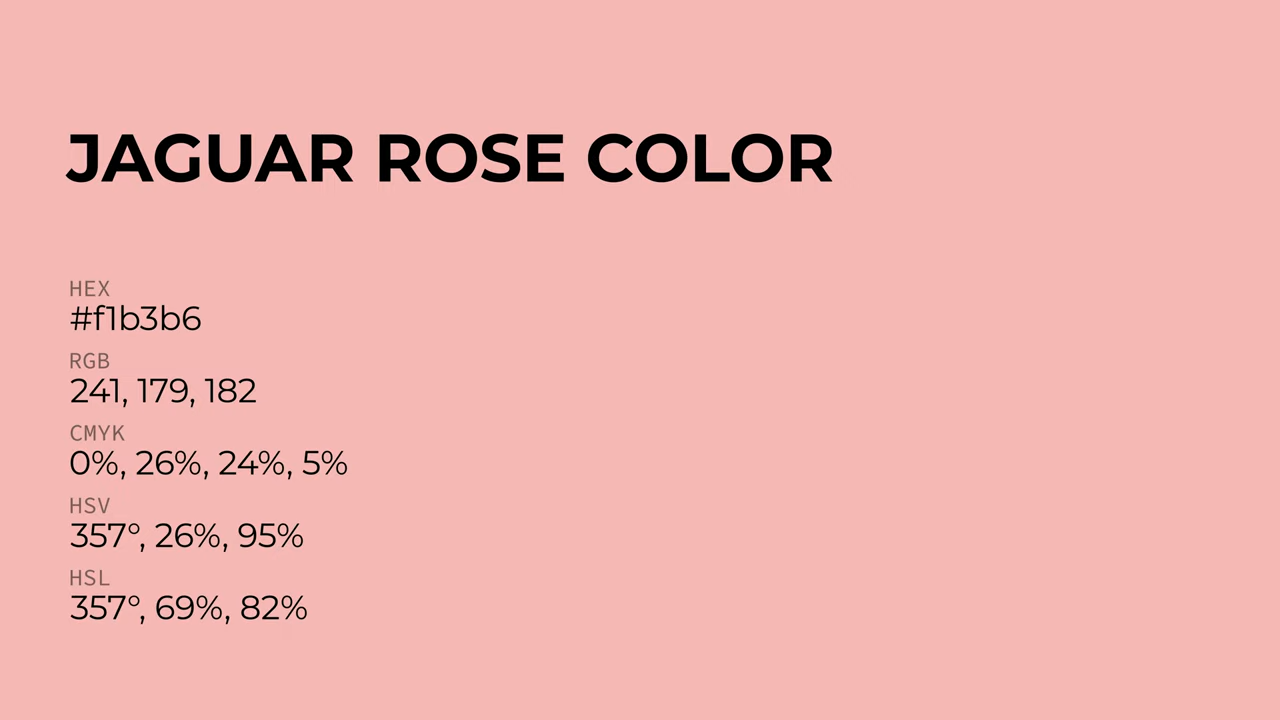 JAGUAR ROSE COLOR
HEX
#f1b3b6
RGB
241, 179, 182
CMYK
0%, 26%, 24%, 5%
HSV
357°, 26%, 95%
HSL
357°, 69%, 82%